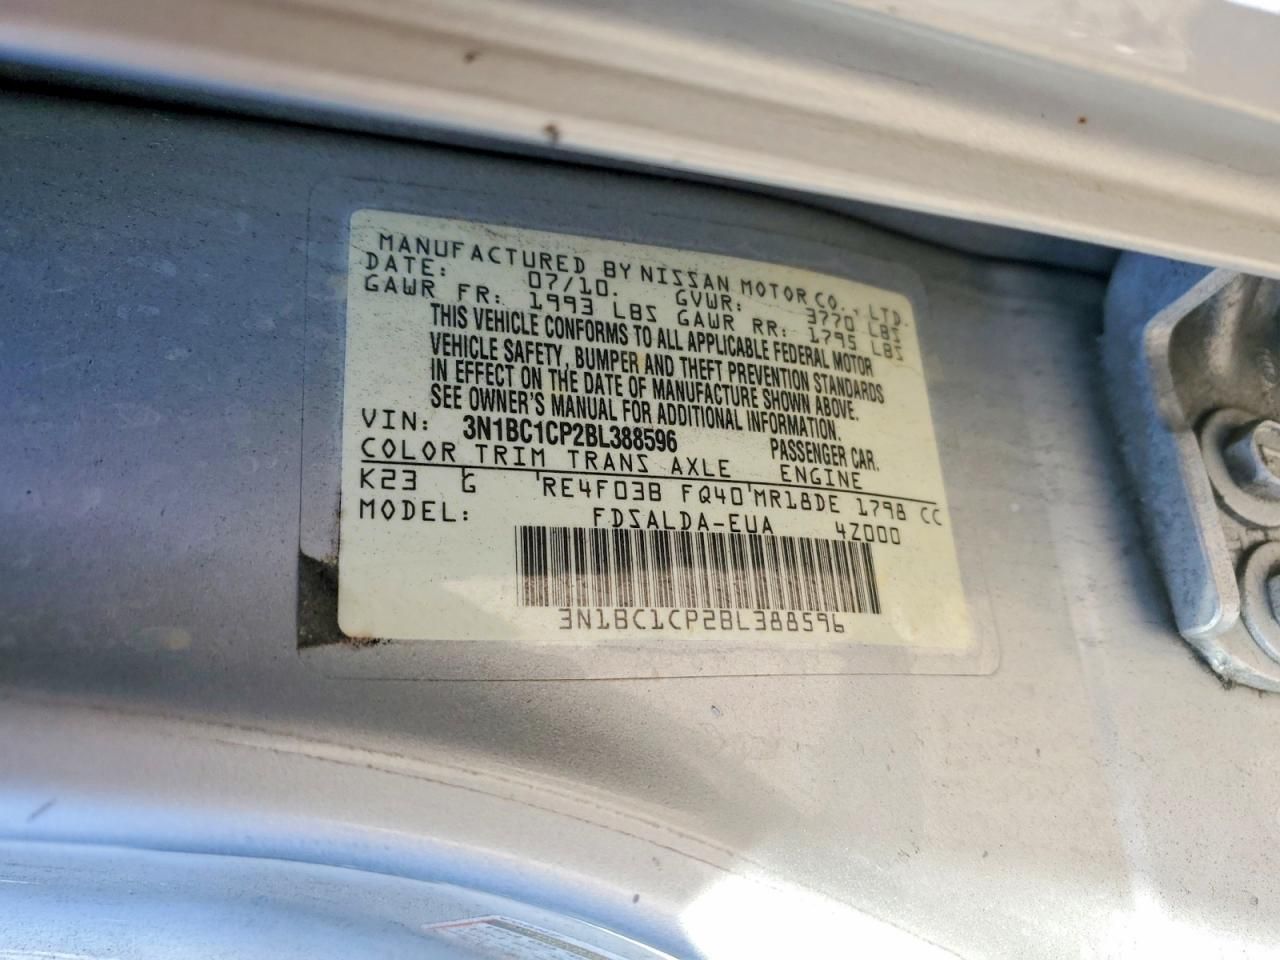 MANUFACTURED BY NISSAN MOTOR CO., LTD.
DATE: 07/10. GVWR: 3770 LBS
GAWR FR: 1993 LBS GAWR RR: 1795 LBS
THIS VEHICLE CONFORMS TO ALL APPLICABLE FEDERAL MOTOR
VEHICLE SAFETY, BUMPER AND THEFT PREVENTION STANDARDS
IN EFFECT ON THE DATE OF MANUFACTURE SHOWN ABOVE.
SEE OWNER'S MANUAL FOR ADDITIONAL INFORMATION.
VIN: 3N1BC1CP2BL388596 PASSENGER CAR.
COLOR TRIM TRANS AXLE ENGINE
K23 G RE4F03B FQ40 MR18DE 1798 CC
MODEL: FDSALDA-EUA 4Z000
3N1BC1CP2BL388596